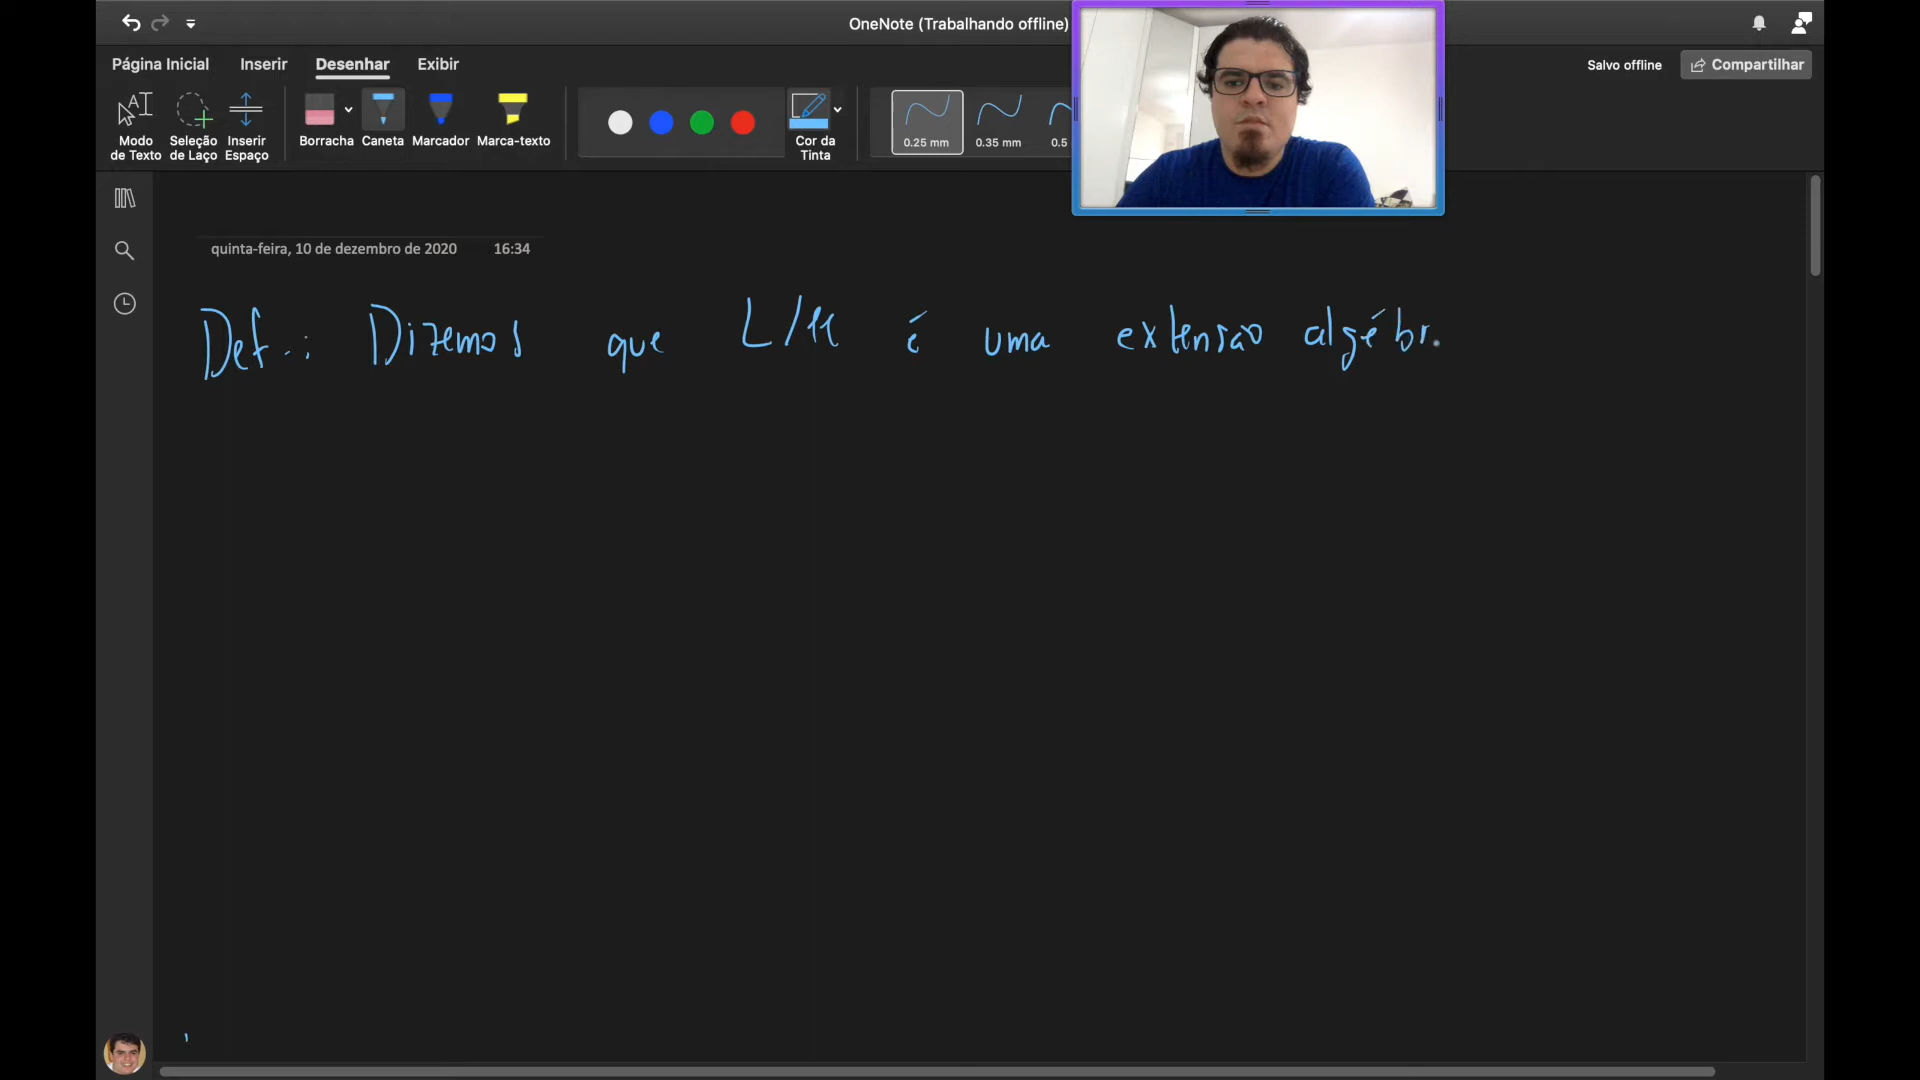 OneNote (Trabalhando offline)
Página Inicial Inserir Desenhar Exibir
Salvo offline Compartilhar
Modo de Texto
Seleção de Laço
Inserir Espaço
Borracha Caneta Marcador Marca-texto
Cor da Tinta
0.25 mm 0.35 mm 0.5
quinta-feira, 10 de dezembro de 2020 16:34
Def.: Dizemos que L/K é uma extensão algébr